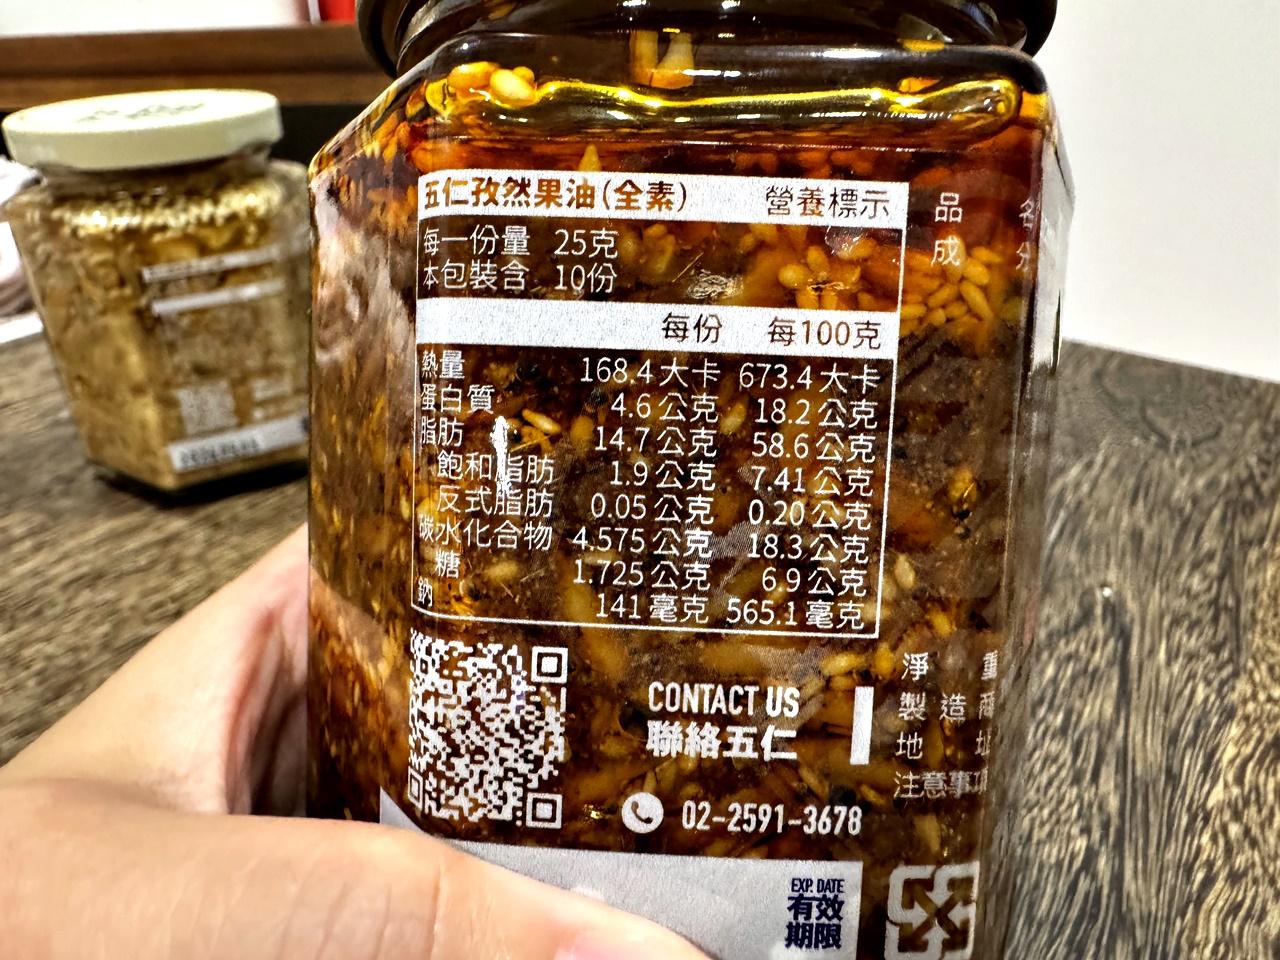 五仁孜然果油(全素) 營養標示
每一份量 25克
本包裝含 10份
每份 每100克
熱量 168.4大卡 673.4大卡
蛋白質 4.6公克 18.2公克
脂肪 14.7公克 58.6公克
飽和脂肪 1.9公克 7.41公克
反式脂肪 0.05公克 0.20公克
碳水化合物 4.575公克 18.3公克
糖 1.725公克 6.9公克
鈉 141毫克 565.1毫克
CONTACT US
聯絡五仁
02-2591-3678
EXP. DATE
有效
期限
品名
成分
淨重
製造商
地址
注意事項